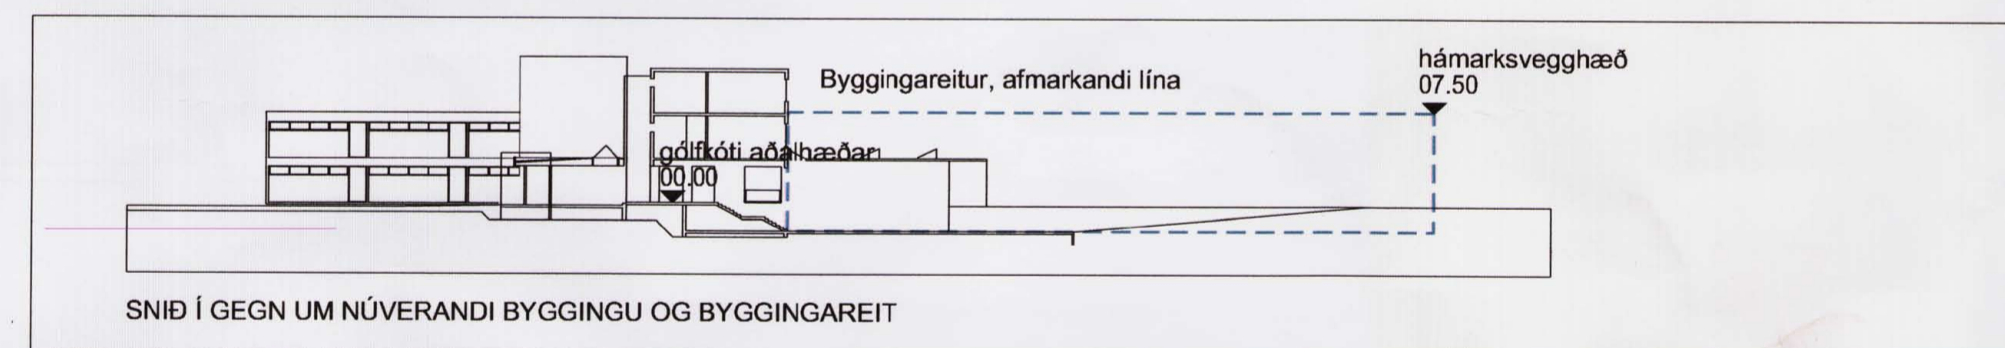 Byggingareitur, afmarkandi lína
hámarksvegghæð
07.50
gólfkóti aðalhæðar
00.00
SNIÐ Í GEGN UM NÚVERANDI BYGGINGU OG BYGGINGAREIT